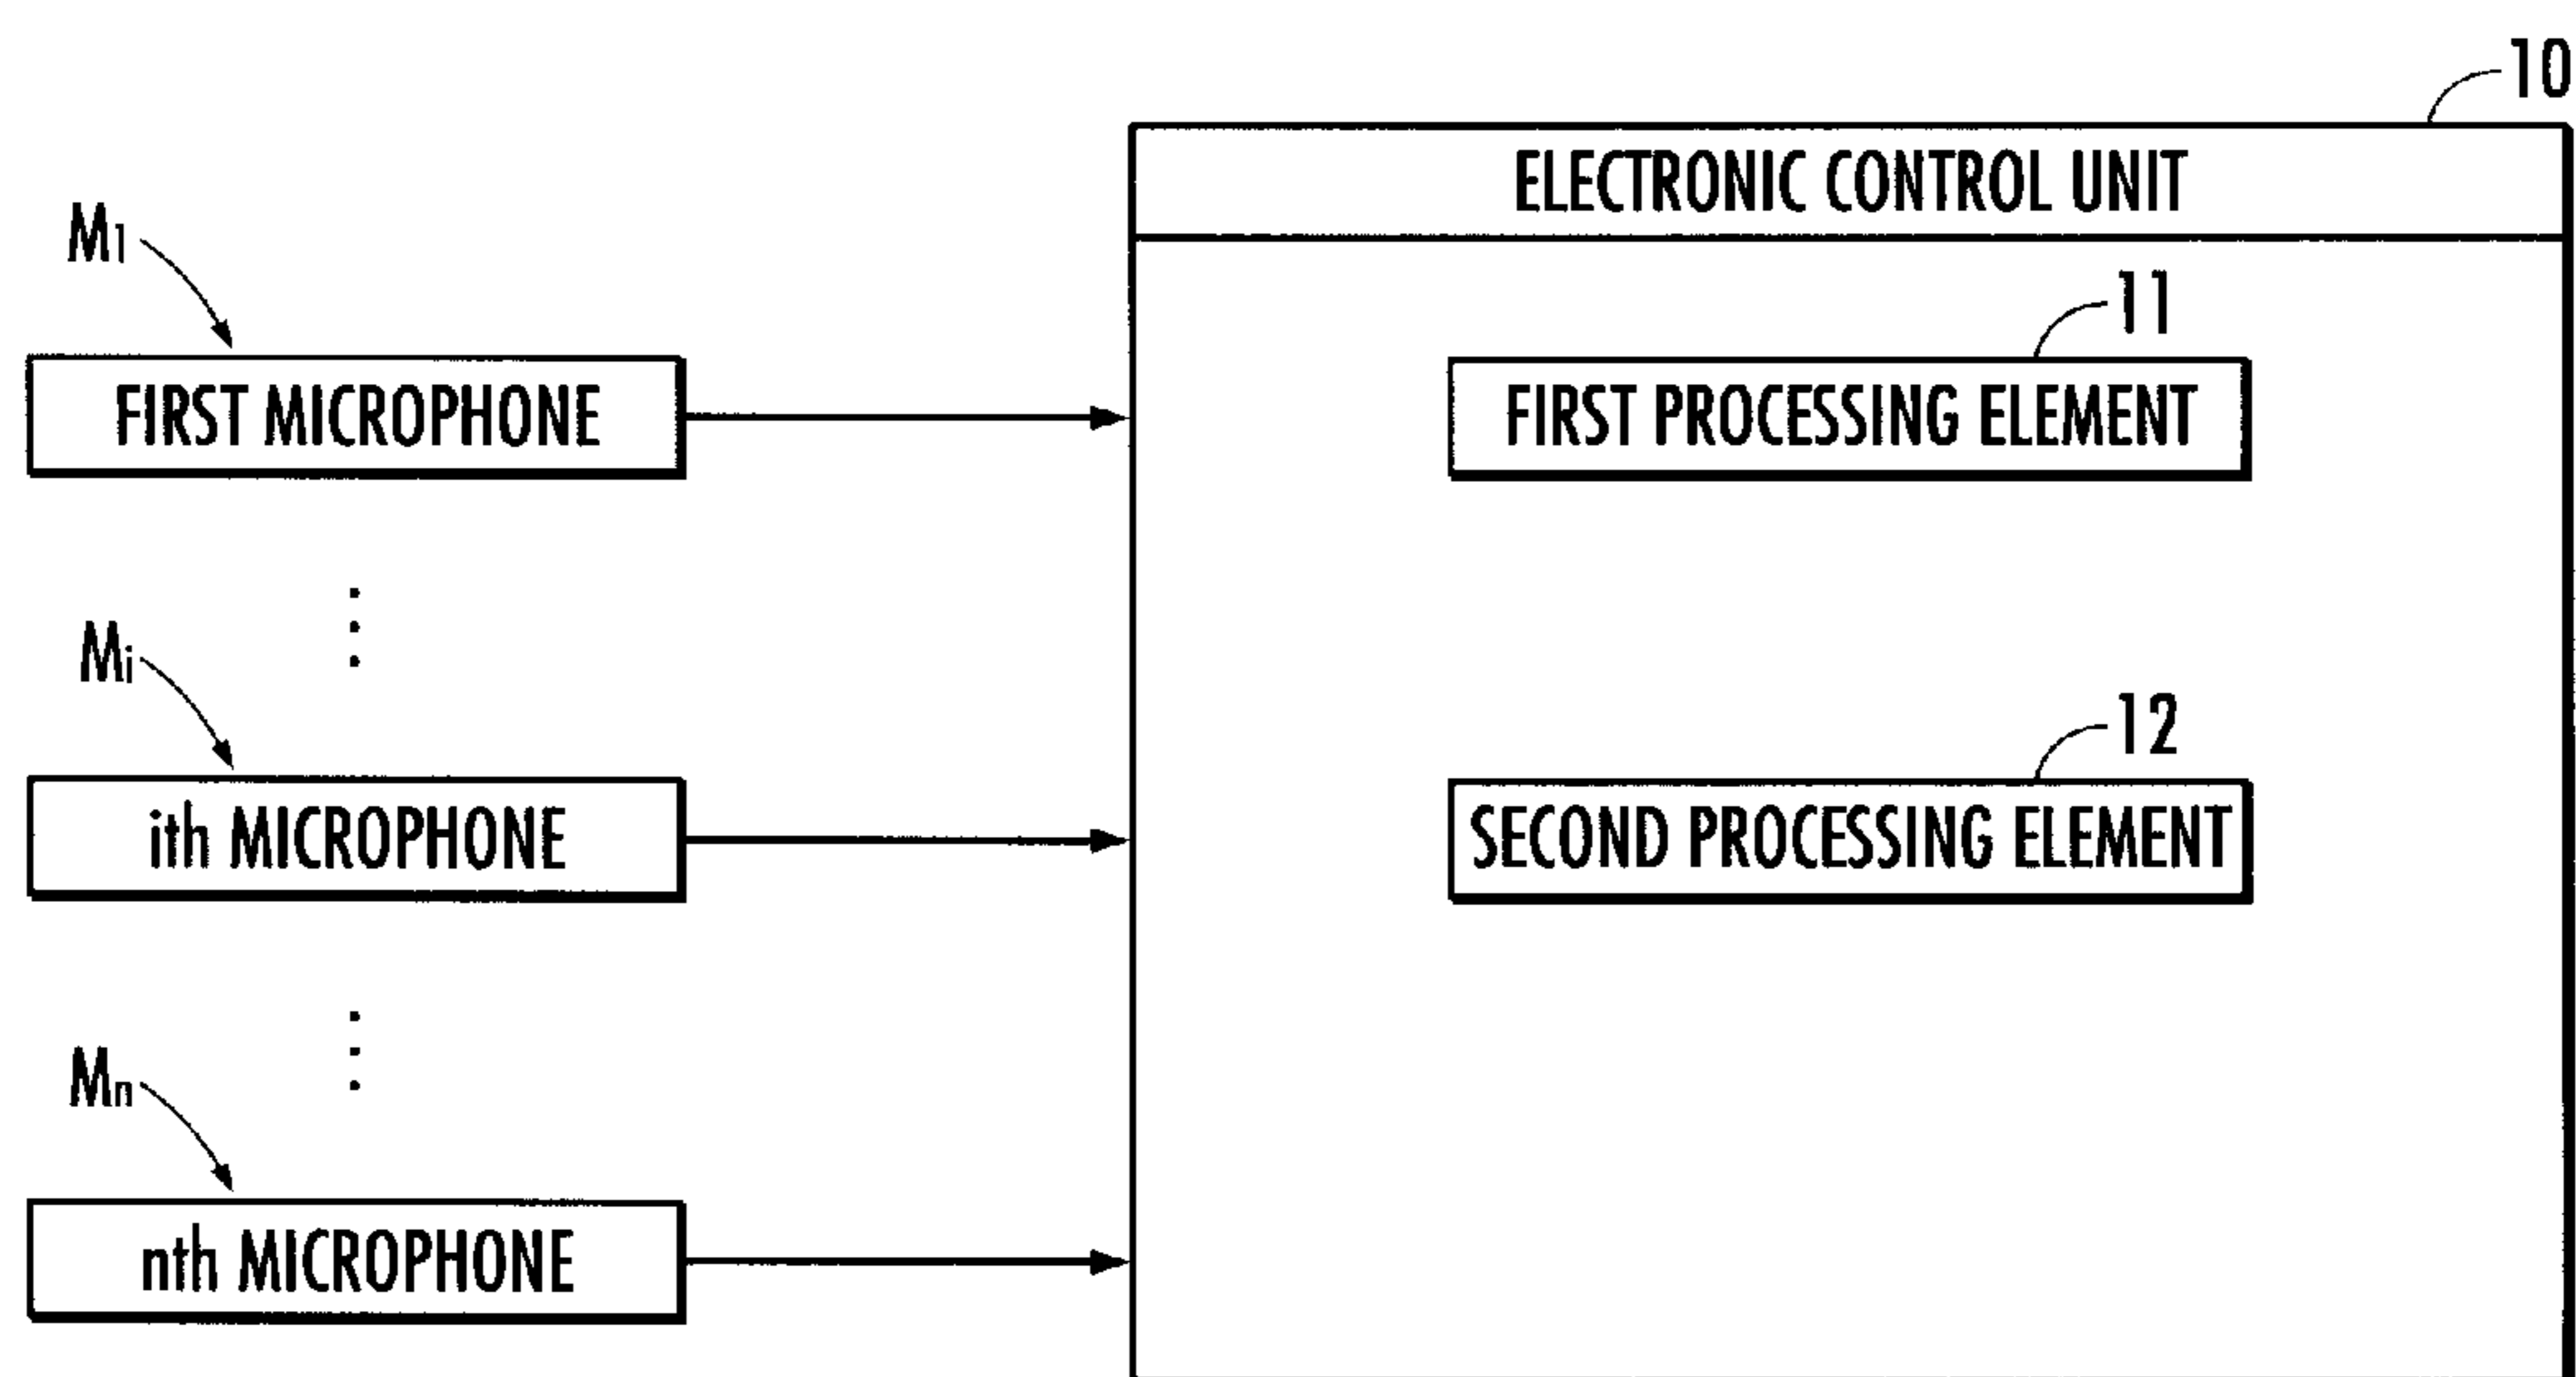 10
ELECTRONIC CONTROL UNIT
M1
11
FIRST MICROPHONE
FIRST PROCESSING ELEMENT
Mi
12
ith MICROPHONE
SECOND PROCESSING ELEMENT
Mn
nth MICROPHONE